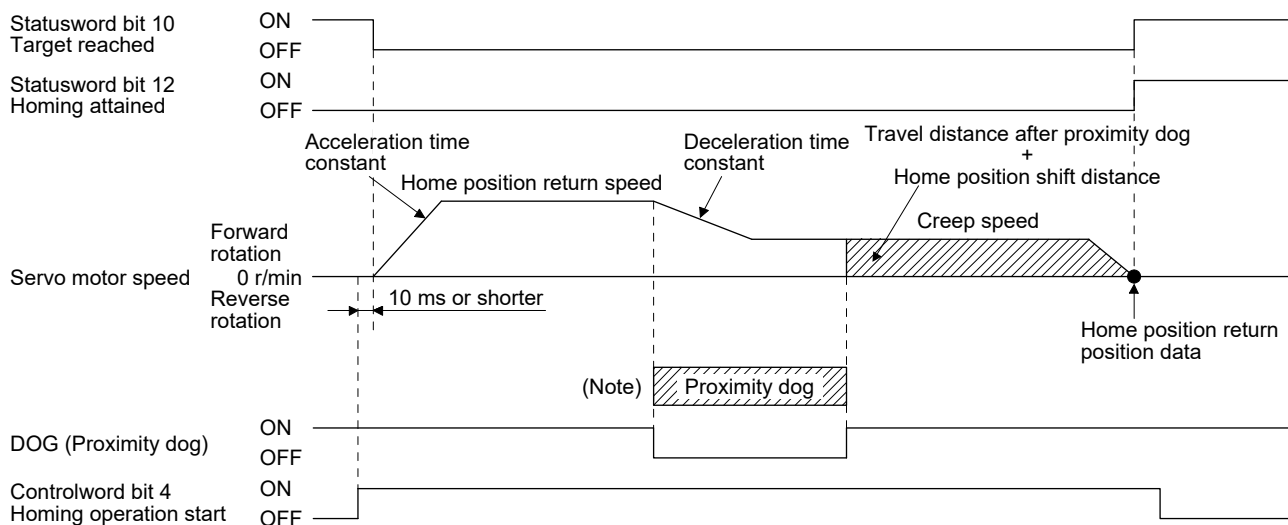 Statusword bit 10
Target reached
ON
OFF
Statusword bit 12
Homing attained
ON
OFF
Acceleration time
constant
Home position return speed
Deceleration time
constant
Travel distance after proximity dog
+
Home position shift distance
Creep speed
Servo motor speed
Forward
rotation
0 r/min
Reverse
rotation
10 ms or shorter
Home position return
position data
(Note)
Proximity dog
DOG (Proximity dog)
ON
OFF
Controlword bit 4
Homing operation start
ON
OFF